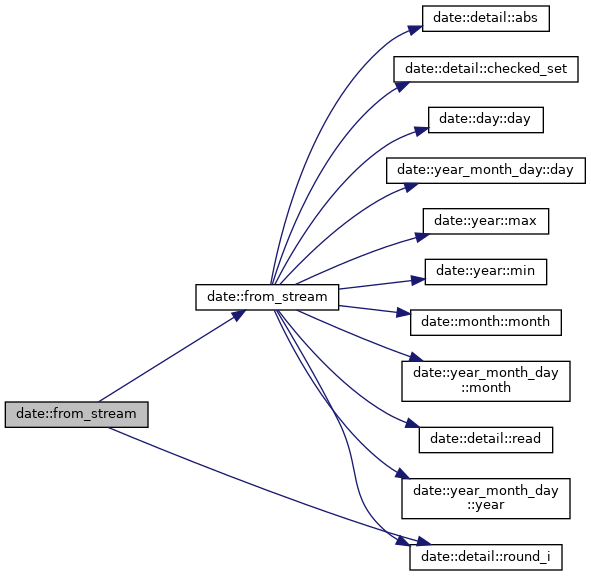 date::detail::abs
date::detail::checked_set
date::day::day
date::year_month_day::day
date::year::max
date::year::min
date::from_stream
date::month::month
date::year_month_day
::month
date::from_stream
date::detail::read
date::year_month_day
::year
date::detail::round_i